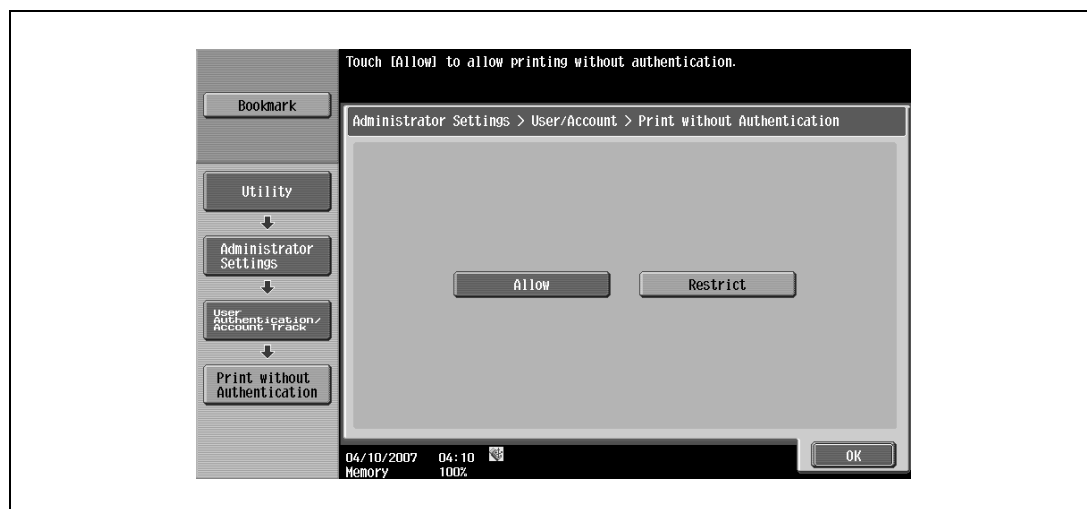 Touch [Allow] to allow printing without authentication.
Bookmark
Administrator Settings > User/Account > Print without Authentication
Utility
Administrator
Settings
User
Authentication/
Account Track
Print without
Authentication
Allow
Restrict
04/10/2007 04:10
Memory 100%
OK